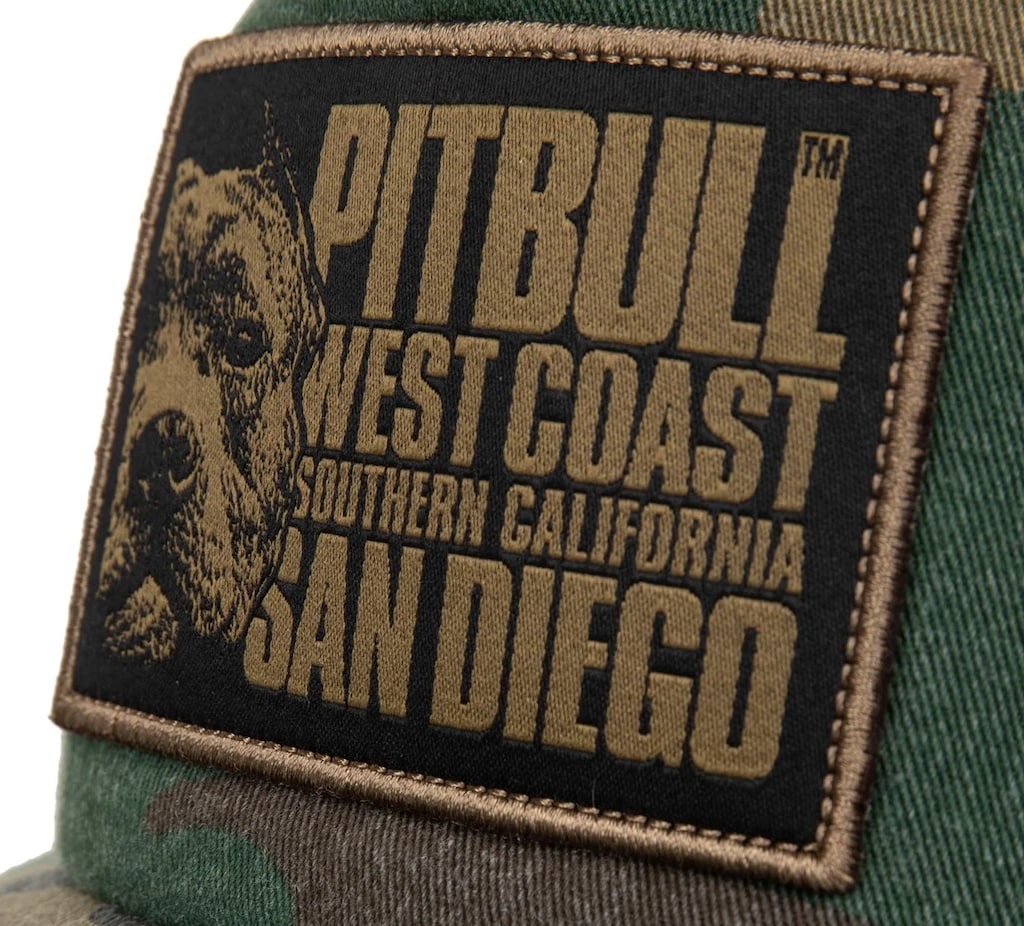 PITBULL™
WEST COAST
SOUTHERN CALIFORNIA
SAN DIEGO